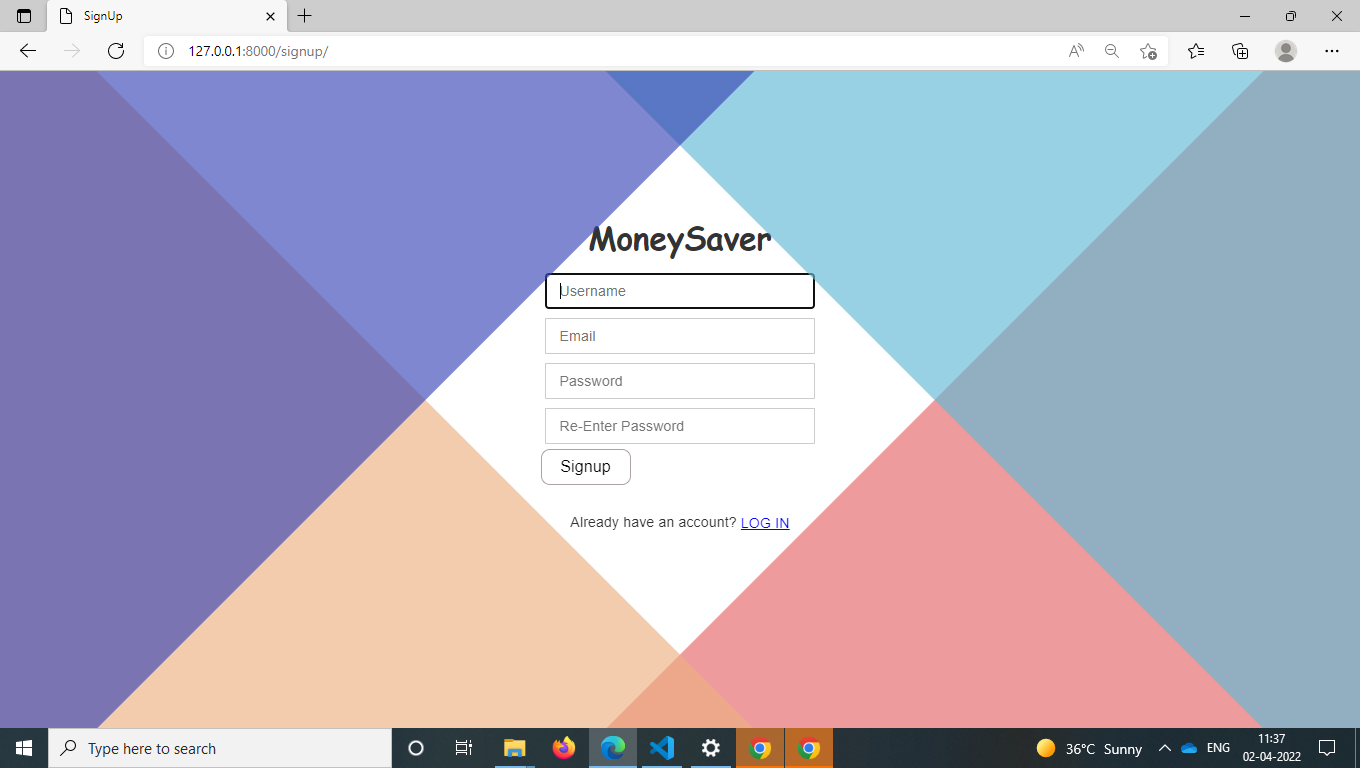 SignUp
127.0.0.1:8000/signup/
MoneySaver
Username
Email
Password
Re-Enter Password
Signup
Already have an account? LOG IN
Type here to search
36°C Sunny
ENG
11:37
02-04-2022